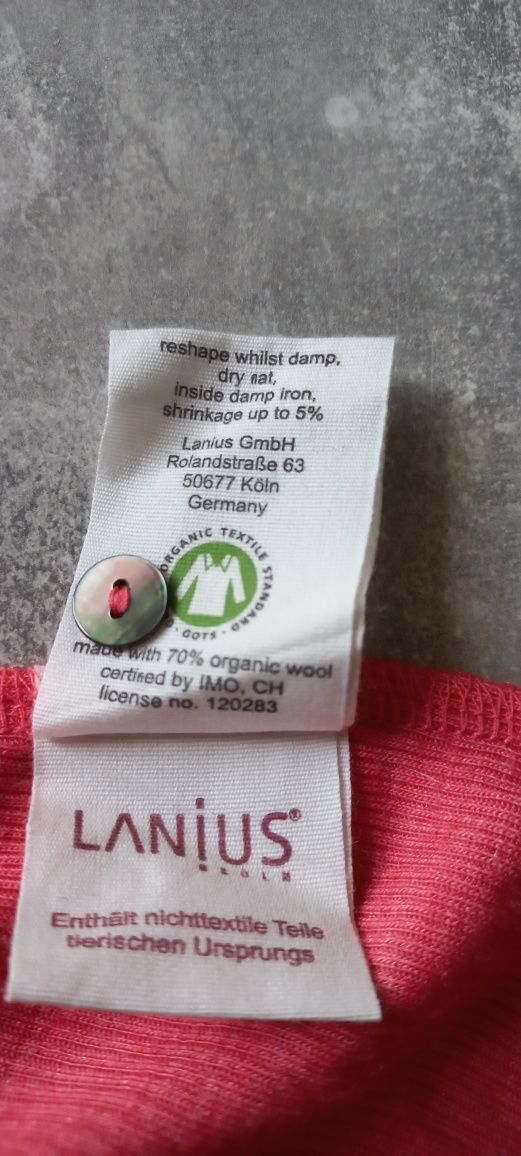 reshape whilst damp,
dry flat,
inside damp iron,
shrinkage up to 5%
Lanius GmbH
Rolandstraße 63
50677 Köln
Germany
ORGANIC TEXTILE STANDARD
· GOTS ·
made with 70% organic wool
certified by IMO, CH
license no. 120283
LANiUS®
KÖLN
Enthält nichttextile Teile
tierischen Ursprungs